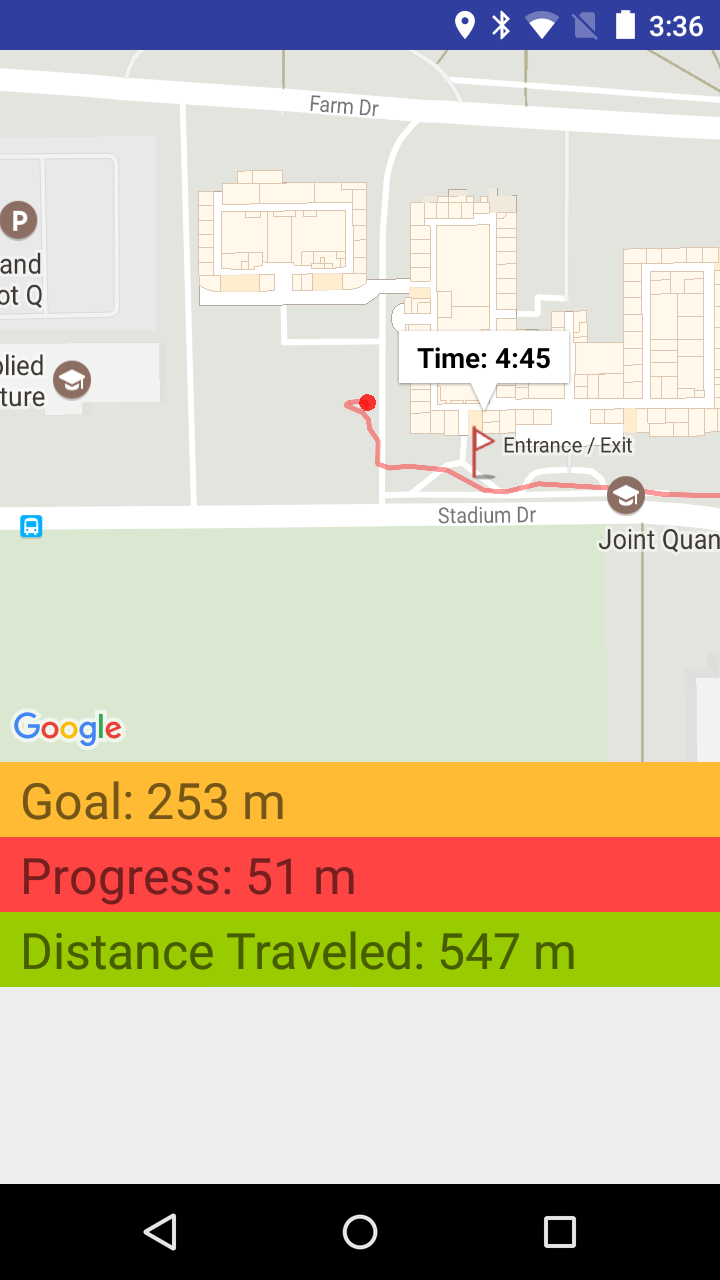 3:36
Farm Dr
P
and
ot Q
plied
ture
Time: 4:45
Entrance / Exit
Stadium Dr
Joint Quan
Google
Goal: 253 m
Progress: 51 m
Distance Traveled: 547 m